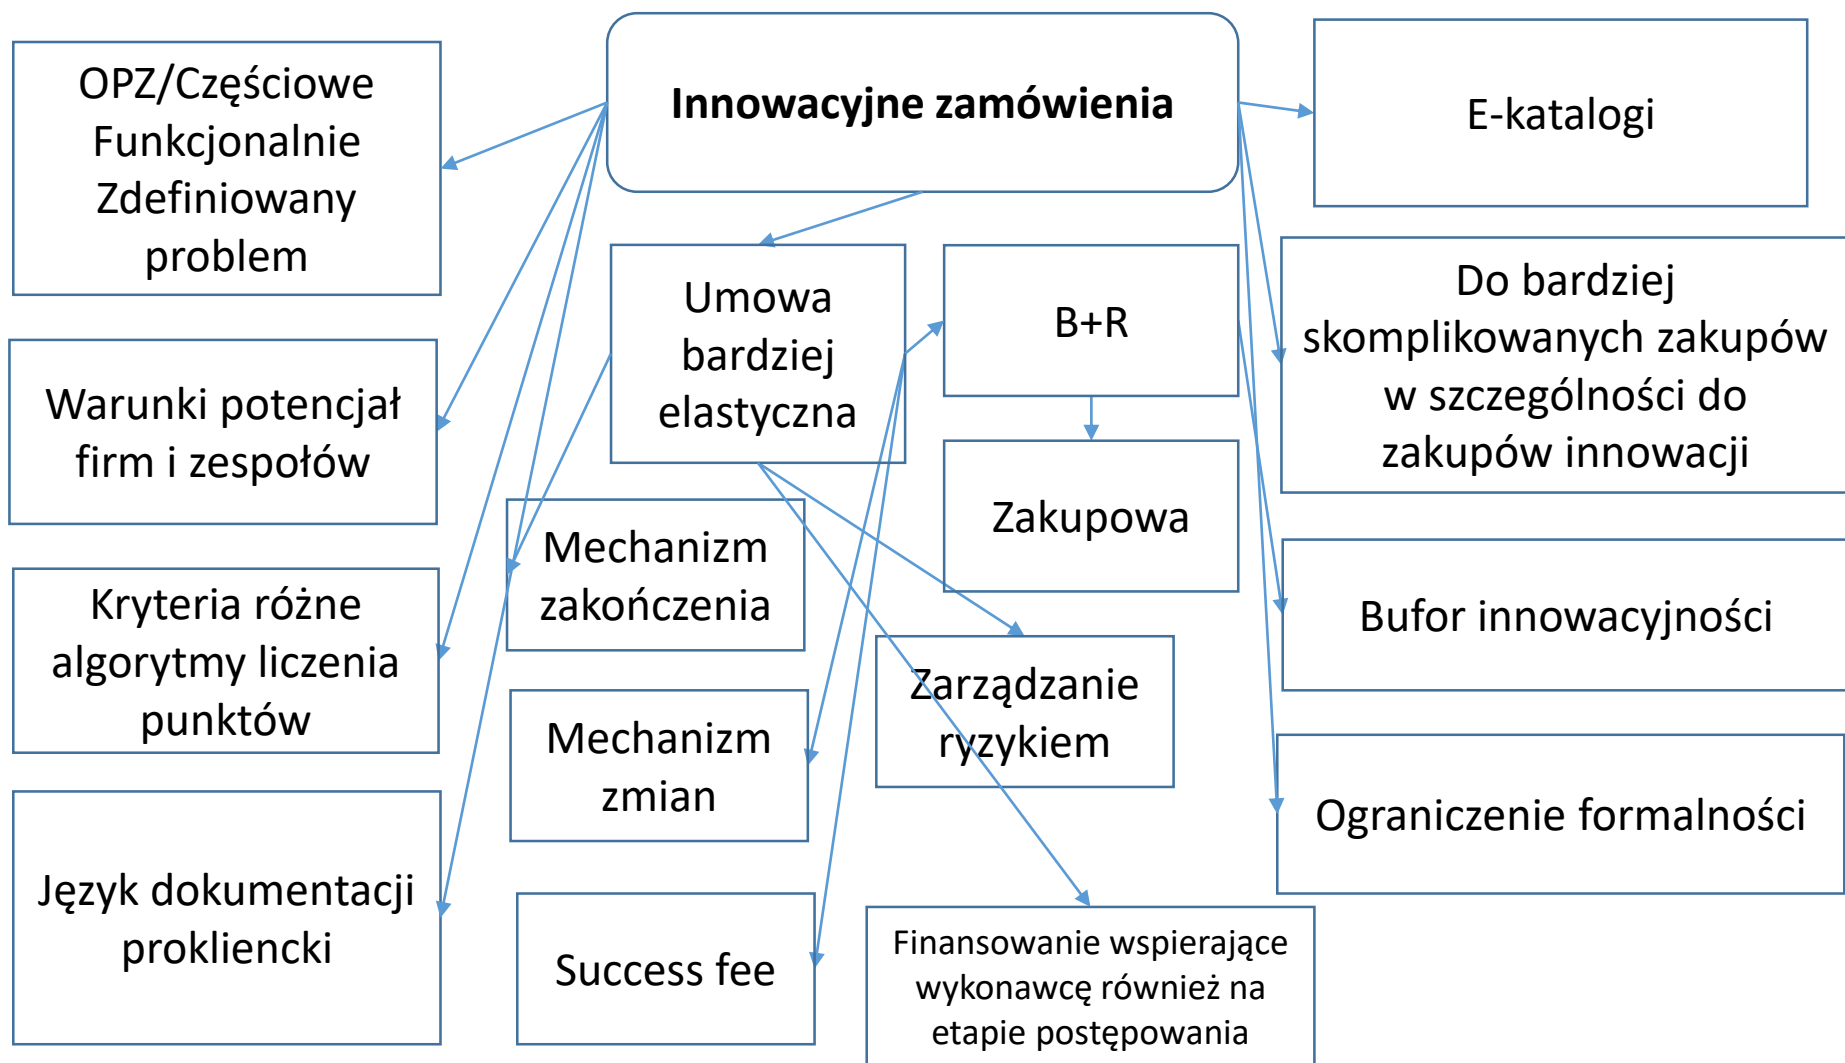 Innowacyjne zamówienia
OPZ/Częściowe
Funkcjonalnie
Zdefiniowany
problem
Warunki potencjał
firm i zespołów
Kryteria różne
algorytmy liczenia
punktów
Język dokumentacji
prokliencki
Umowa
bardziej
elastyczna
Mechanizm
zakończenia
Mechanizm
zmian
Success fee
B+R
Zakupowa
Zarządzanie
ryzykiem
Finansowanie wspierające
wykonawcę również na
etapie postępowania
E-katalogi
Do bardziej
skomplikowanych zakupów
w szczególności do
zakupów innowacji
Bufor innowacyjności
Ograniczenie formalności